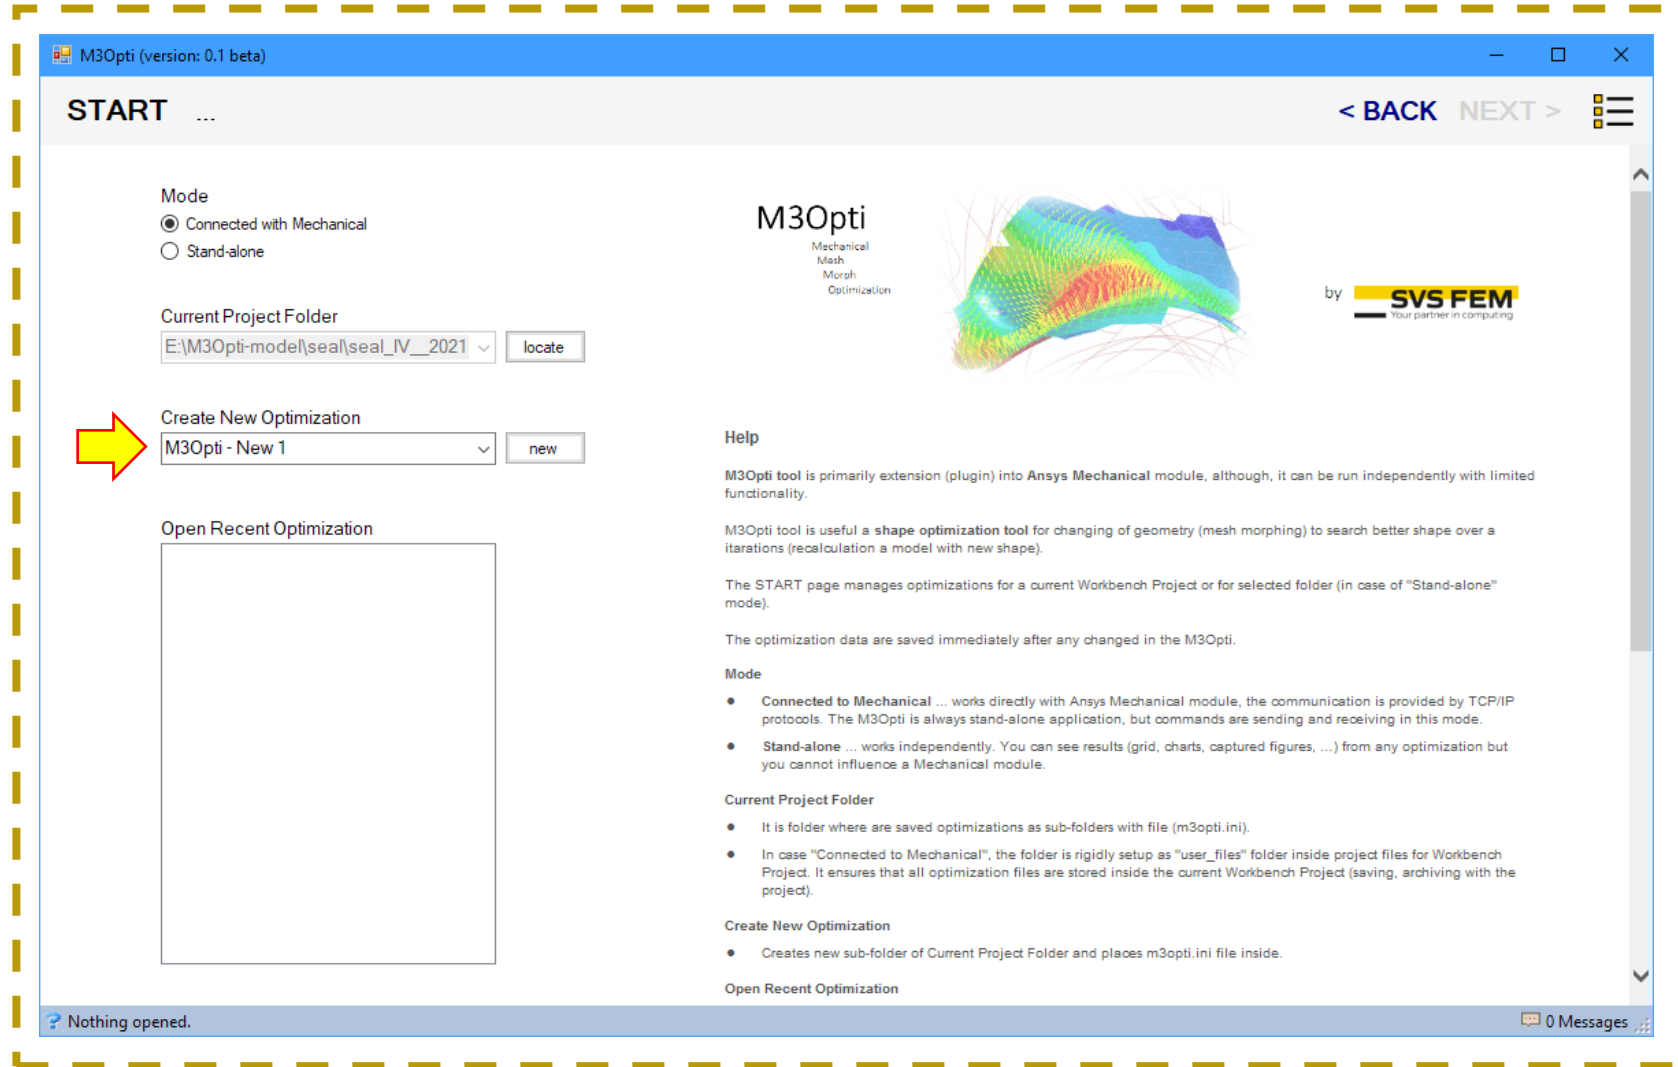 M3Opti (version: 0.1 beta)
START ...
< BACK NEXT >
Mode
Connected with Mechanical
Stand-alone
Current Project Folder
E:\M3Opti-model\seal\seal_IV__2021
locate
Create New Optimization
M3Opti - New 1
new
Open Recent Optimization
M3Opti
Mechanical
Mesh
Morph
Optimization
by
SVS FEM
Your partner in computing
Help
M3Opti tool is primarily extension (plugin) into Ansys Mechanical module, although, it can be run independently with limited
functionality.
M3Opti tool is useful a shape optimization tool for changing of geometry (mesh morphing) to search better shape over a
itarations (recalculation a model with new shape).
The START page manages optimizations for a current Workbench Project or for selected folder (in case of "Stand-alone"
mode).
The optimization data are saved immediately after any changed in the M3Opti.
Mode
● Connected to Mechanical ... works directly with Ansys Mechanical module, the communication is provided by TCP/IP
protocols. The M3Opti is always stand-alone application, but commands are sending and receiving in this mode.
● Stand-alone ... works independently. You can see results (grid, charts, captured figures, ...) from any optimization but
you cannot influence a Mechanical module.
Current Project Folder
● It is folder where are saved optimizations as sub-folders with file (m3opti.ini).
● In case "Connected to Mechanical", the folder is rigidly setup as "user_files" folder inside project files for Workbench
Project. It ensures that all optimization files are stored inside the current Workbench Project (saving, archiving with the
project).
Create New Optimization
● Creates new sub-folder of Current Project Folder and places m3opti.ini file inside.
Open Recent Optimization
Nothing opened.
0 Messages